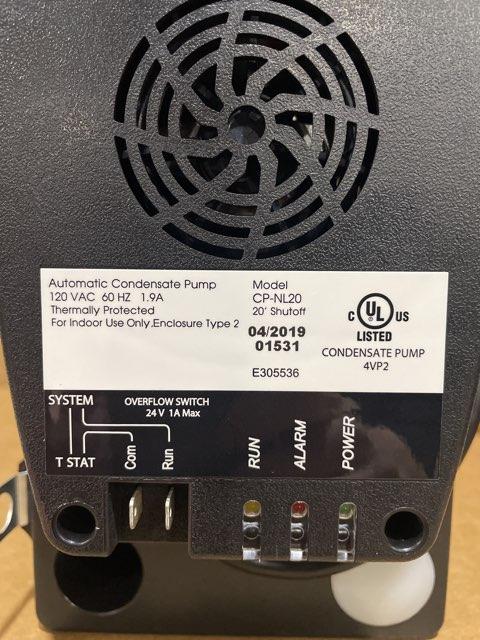 Automatic Condensate Pump
120 VAC 60 HZ 1.9A
Thermally Protected
For Indoor Use Only,Enclosure Type 2
Model
CP-NL20
20' Shutoff
04/2019
01531
E305536
C UL US
LISTED
CONDENSATE PUMP
4VP2
SYSTEM
OVERFLOW SWITCH
24 V 1A Max
T STAT
Com
Run
RUN
ALARM
POWER